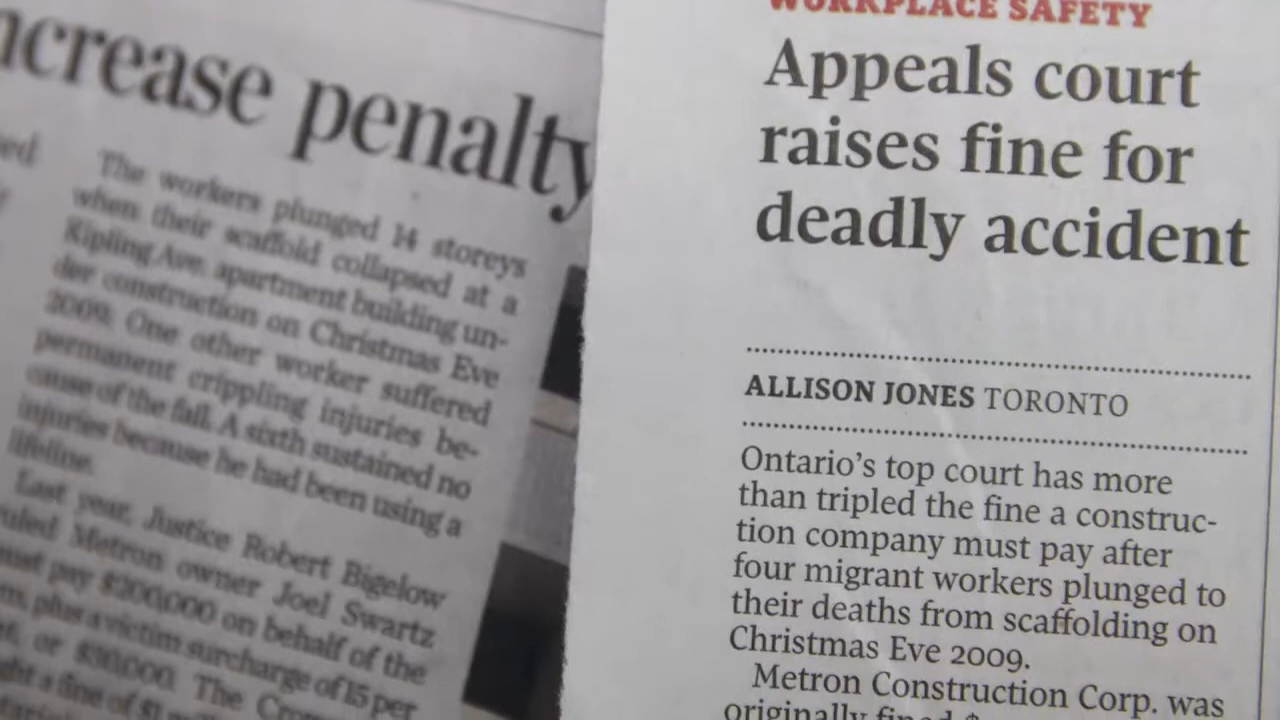 ncrease penalty
The workers plunged 14 storeys
when their scaffold collapsed at a
Kipling Ave. apartment building un-
der construction on Christmas Eve
2009. One other worker suffered
permanent crippling injuries be-
cause of the fall. A sixth sustained no
injuries because he had been using a
lifeline.
Last year, Justice Robert Bigelow
ruled Metron owner Joel Swartz
must pay $200,000 on behalf of the
plus a victim surcharge of 15 per
or $30,000. The
a fine of $1
WORKPLACE SAFETY
Appeals court
raises fine for
deadly accident
ALLISON JONES TORONTO
Ontario's top court has more
than tripled the fine a construc-
tion company must pay after
four migrant workers plunged to
their deaths from scaffolding on
Christmas Eve 2009.
Metron Construction Corp. was
originally fined $